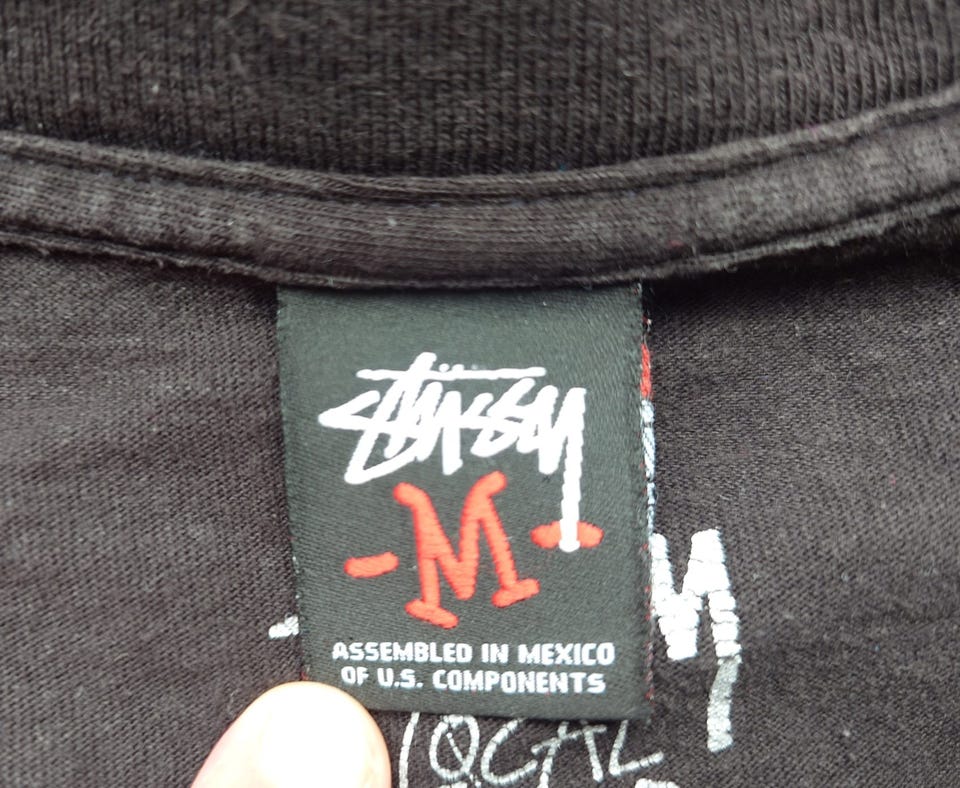 STÜSSY
- M -
ASSEMBLED IN MEXICO
OF U.S. COMPONENTS